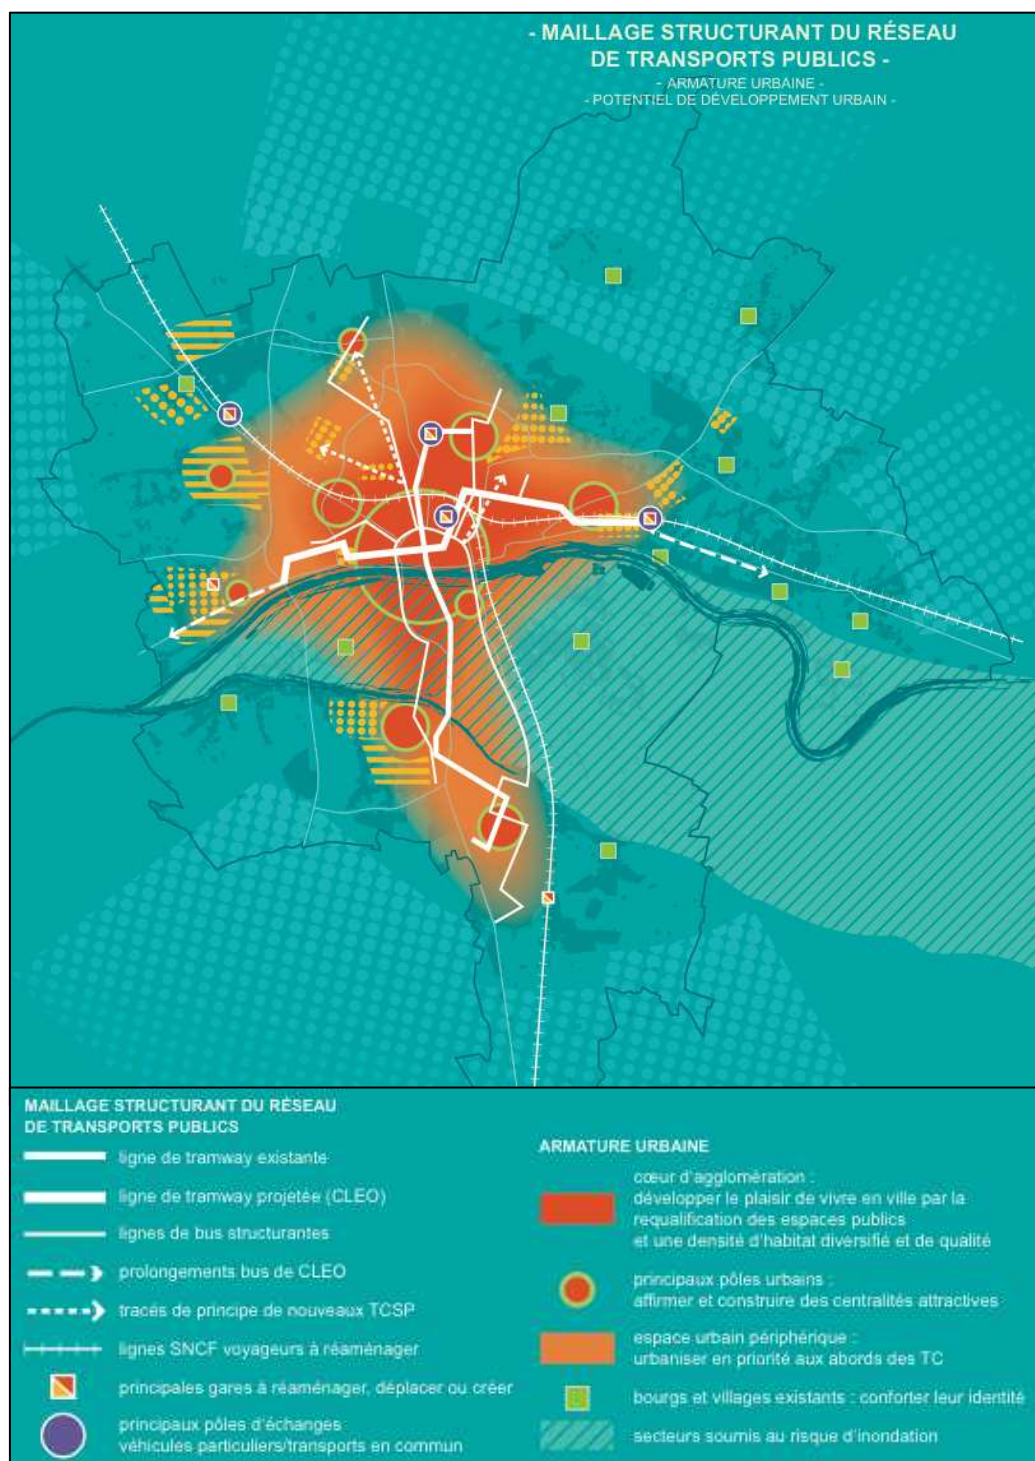 - MAILLAGE STRUCTURANT DU RÉSEAU
DE TRANSPORTS PUBLICS -
- ARMATURE URBAINE -
- POTENTIEL DE DÉVELOPPEMENT URBAIN -
MAILLAGE STRUCTURANT DU RÉSEAU
DE TRANSPORTS PUBLICS
ligne de tramway existante
ligne de tramway projetée (CLEO)
lignes de bus structurantes
prolongements bus de CLEO
tracés de principe de nouveaux TCSP
lignes SNCF voyageurs à réaménager
principales gares à réaménager, déplacer ou créer
principaux pôles d'échanges
véhicules particuliers/transports en commun
ARMATURE URBAINE
cœur d'agglomération :
développer le plaisir de vivre en ville par la
requalification des espaces publics
et une densité d'habitat diversifié et de qualité
principaux pôles urbains :
affirmer et construire des centralités attractives
espace urbain périphérique :
urbaniser en priorité aux abords des TC
bourgs et villages existants : conforter leur identité
secteurs soumis au risque d'inondation